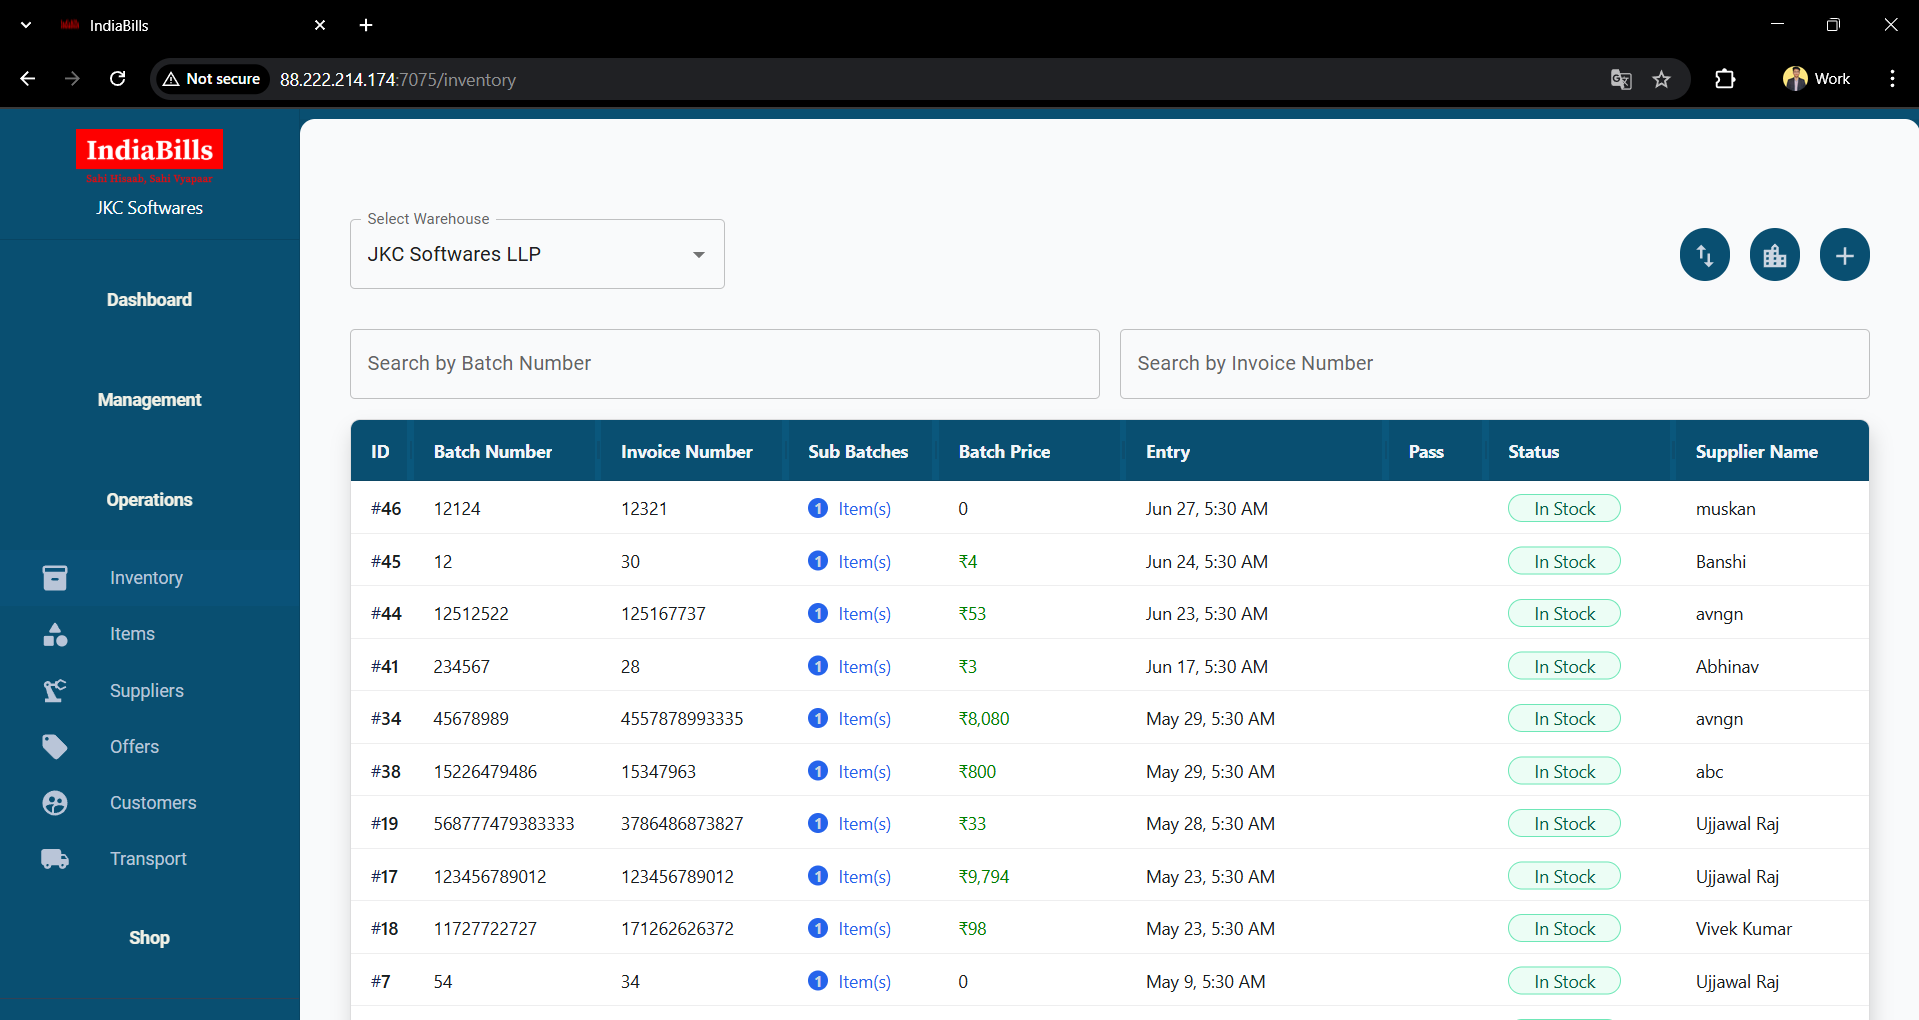 IndiaBills
Not secure
88.222.214.174:7075/inventory
Work
IndiaBills
Sahi Hisaab, Sahi Vyapaar
JKC Softwares
Dashboard
Management
Operations
Inventory
Items
Suppliers
Offers
Customers
Transport
Shop
Select Warehouse
JKC Softwares LLP
Search by Batch Number
Search by Invoice Number
ID Batch Number Invoice Number Sub Batches Batch Price Entry Pass Status Supplier Name
#46 12124 12321 1 Item(s) 0 Jun 27, 5:30 AM In Stock muskan
#45 12 30 1 Item(s) ₹4 Jun 24, 5:30 AM In Stock Banshi
#44 12512522 125167737 1 Item(s) ₹53 Jun 23, 5:30 AM In Stock avngn
#41 234567 28 1 Item(s) ₹3 Jun 17, 5:30 AM In Stock Abhinav
#34 45678989 4557878993335 1 Item(s) ₹8,080 May 29, 5:30 AM In Stock avngn
#38 15226479486 15347963 1 Item(s) ₹800 May 29, 5:30 AM In Stock abc
#19 568777479383333 3786486873827 1 Item(s) ₹33 May 28, 5:30 AM In Stock Ujjawal Raj
#17 123456789012 123456789012 1 Item(s) ₹9,794 May 23, 5:30 AM In Stock Ujjawal Raj
#18 11727722727 171262626372 1 Item(s) ₹98 May 23, 5:30 AM In Stock Vivek Kumar
#7 54 34 1 Item(s) 0 May 9, 5:30 AM In Stock Ujjawal Raj